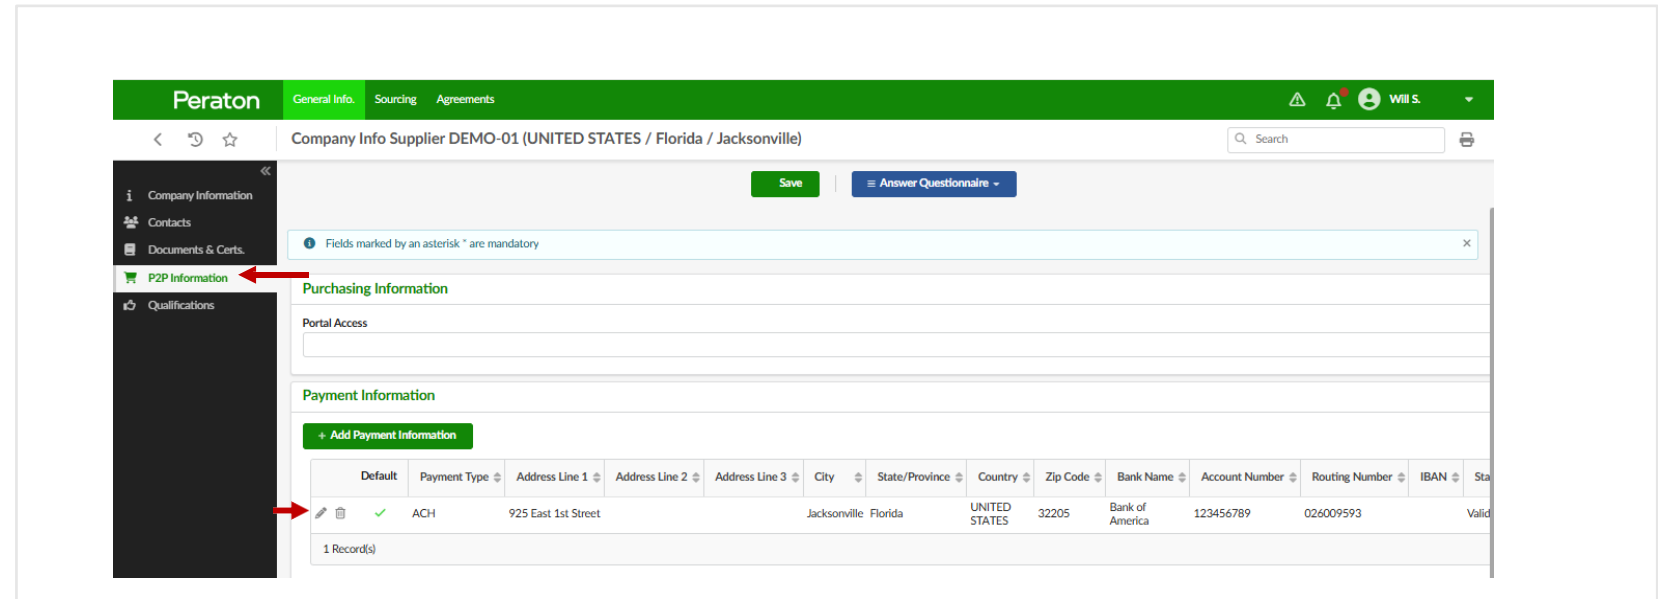 Peraton
General Info. Sourcing Agreements
Will S.
Company Info Supplier DEMO-01 (UNITED STATES / Florida / Jacksonville)
Search
Company Information
Contacts
Documents & Certs.
P2P Information
Qualifications
Save
Answer Questionnaire
Fields marked by an asterisk * are mandatory
Purchasing Information
Portal Access
Payment Information
+ Add Payment Information
Default Payment Type Address Line 1 Address Line 2 Address Line 3 City State/Province Country Zip Code Bank Name Account Number Routing Number IBAN Sta
ACH 925 East 1st Street Jacksonville Florida UNITED STATES 32205 Bank of America 123456789 026009593 Valid
1 Record(s)